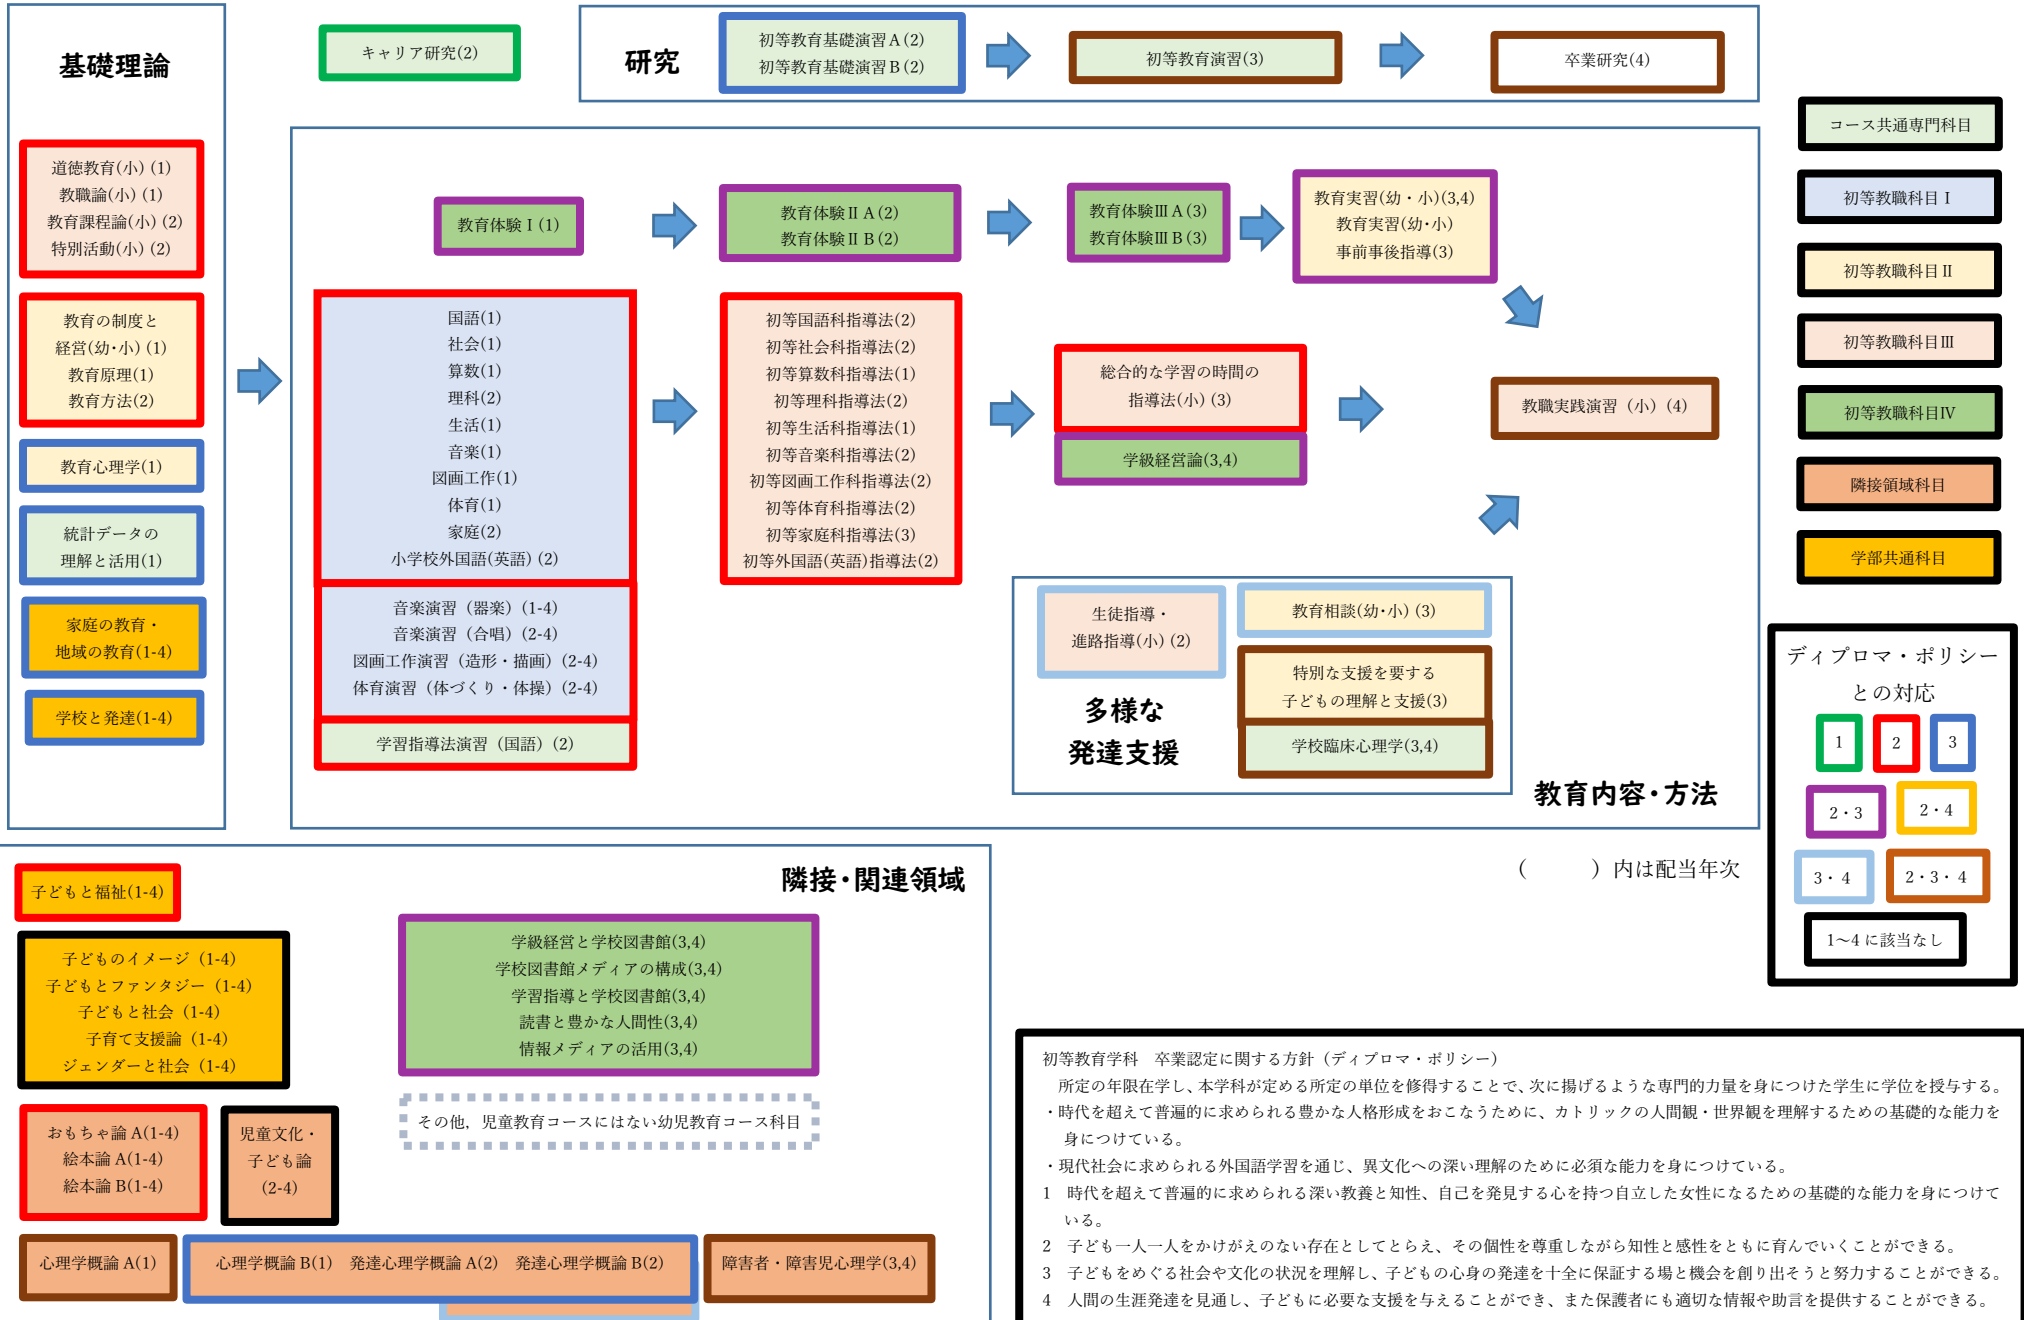 基礎理論
道徳教育(小) (1)
教職論(小) (1)
教育課程論(小) (2)
特別活動(小) (2)
教育の制度と
経営(幼・小) (1)
教育原理(1)
教育方法(2)
教育心理学(1)
統計データの
理解と活用(1)
家庭の教育・
地域の教育(1-4)
学校と発達(1-4)
キャリア研究(2)
研究
初等教育基礎演習A(2)
初等教育基礎演習B(2)
初等教育演習(3)
卒業研究(4)
教育体験Ⅰ(1)
教育体験ⅡA(2)
教育体験ⅡB(2)
教育体験ⅢA(3)
教育体験ⅢB(3)
教育実習(幼・小)(3,4)
教育実習(幼・小)
事前事後指導(3)
国語(1)
社会(1)
算数(1)
理科(2)
生活(1)
音楽(1)
図画工作(1)
体育(1)
家庭(2)
小学校外国語(英語) (2)
音楽演習（器楽）(1-4)
音楽演習（合唱）(2-4)
図画工作演習（造形・描画）(2-4)
体育演習（体づくり・体操）(2-4)
学習指導法演習（国語）(2)
初等国語科指導法(2)
初等社会科指導法(2)
初等算数科指導法(1)
初等理科指導法(2)
初等生活科指導法(1)
初等音楽科指導法(2)
初等図画工作科指導法(2)
初等体育科指導法(2)
初等家庭科指導法(3)
初等外国語(英語)指導法(2)
総合的な学習の時間の
指導法(小) (3)
学級経営論(3,4)
教職実践演習（小）(4)
生徒指導・
進路指導(小) (2)
教育相談(幼・小) (3)
特別な支援を要する
子どもの理解と支援(3)
学校臨床心理学(3,4)
多様な
発達支援
教育内容・方法
コース共通専門科目
初等教職科目Ⅰ
初等教職科目Ⅱ
初等教職科目Ⅲ
初等教職科目Ⅳ
隣接領域科目
学部共通科目
ディプロマ・ポリシー
との対応
1
2
3
2・3
2・4
3・4
2・3・4
1～4に該当なし
（　　　）内は配当年次
隣接・関連領域
子どもと福祉(1-4)
子どものイメージ（1-4)
子どもとファンタジー（1-4)
子どもと社会（1-4)
子育て支援論（1-4)
ジェンダーと社会（1-4)
学級経営と学校図書館(3,4)
学校図書館メディアの構成(3,4)
学習指導と学校図書館(3,4)
読書と豊かな人間性(3,4)
情報メディアの活用(3,4)
その他，児童教育コースにはない幼児教育コース科目
おもちゃ論A(1-4)
絵本論A(1-4)
絵本論B(1-4)
児童文化・
子ども論
(2-4)
心理学概論A(1)
心理学概論B(1)　発達心理学概論A(2)　発達心理学概論B(2)
障害者・障害児心理学(3,4)
初等教育学科　卒業認定に関する方針（ディプロマ・ポリシー）
所定の年限在学し、本学科が定める所定の単位を修得することで、次に揚げるような専門的力量を身につけた学生に学位を授与する。
・時代を超えて普遍的に求められる豊かな人格形成をおこなうために、カトリックの人間観・世界観を理解するための基礎的な能力を
身につけている。
・現代社会に求められる外国語学習を通じ、異文化への深い理解のために必須な能力を身につけている。
1　時代を超えて普遍的に求められる深い教養と知性、自己を発見する心を持つ自立した女性になるための基礎的な能力を身につけて
いる。
2　子ども一人一人をかけがえのない存在としてとらえ、その個性を尊重しながら知性と感性をともに育んでいくことができる。
3　子どもをめぐる社会や文化の状況を理解し、子どもの心身の発達を十全に保証する場と機会を創り出そうと努力することができる。
4　人間の生涯発達を見通し、子どもに必要な支援を与えることができ、また保護者にも適切な情報や助言を提供することができる。